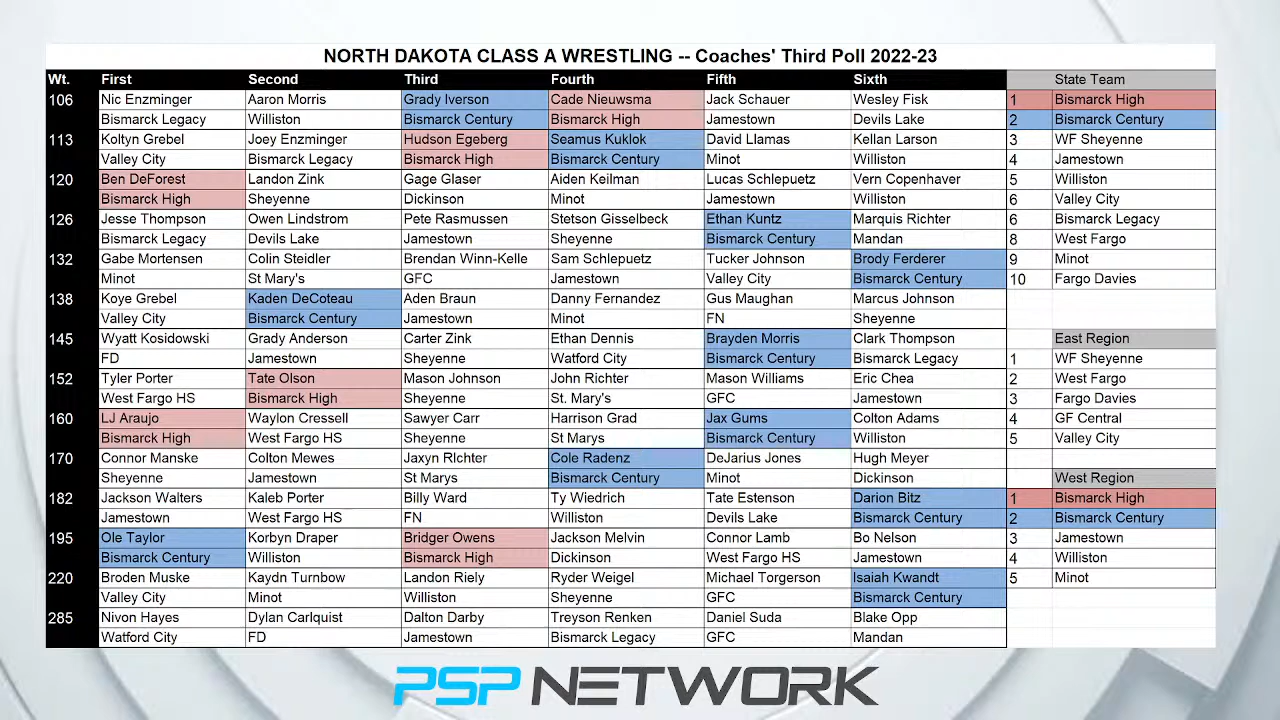 NORTH DAKOTA CLASS A WRESTLING -- Coaches' Third Poll 2022-23
Wt. First Second Third Fourth Fifth Sixth State Team
106 Nic Enzminger Aaron Morris Grady Iverson Cade Nieuwsma Jack Schauer Wesley Fisk 1 Bismarck High
Bismarck Legacy Williston Bismarck Century Bismarck High Jamestown Devils Lake 2 Bismarck Century
113 Koltyn Grebel Joey Enzminger Hudson Egeberg Seamus Kuklok David Llamas Kellan Larson 3 WF Sheyenne
Valley City Bismarck Legacy Bismarck High Bismarck Century Minot Williston 4 Jamestown
120 Ben DeForest Landon Zink Gage Glaser Aiden Keilman Lucas Schlepuetz Vern Copenhaver 5 Williston
Bismarck High Sheyenne Dickinson Minot Jamestown Williston 6 Valley City
126 Jesse Thompson Owen Lindstrom Pete Rasmussen Stetson Gisselbeck Ethan Kuntz Marquis Richter 6 Bismarck Legacy
Bismarck Legacy Devils Lake Jamestown Sheyenne Bismarck Century Mandan 8 West Fargo
132 Gabe Mortensen Colin Steidler Brendan Winn-Kelle Sam Schlepuetz Tucker Johnson Brody Ferderer 9 Minot
Minot St Mary's GFC Jamestown Valley City Bismarck Century 10 Fargo Davies
138 Koye Grebel Kaden DeCoteau Aden Braun Danny Fernandez Gus Maughan Marcus Johnson
Valley City Bismarck Century Jamestown Minot FN Sheyenne
145 Wyatt Kosidowski Grady Anderson Carter Zink Ethan Dennis Brayden Morris Clark Thompson East Region
FD Jamestown Sheyenne Watford City Bismarck Century Bismarck Legacy 1 WF Sheyenne
152 Tyler Porter Tate Olson Mason Johnson John Richter Mason Williams Eric Chea 2 West Fargo
West Fargo HS Bismarck High Sheyenne St. Mary's GFC Jamestown 3 Fargo Davies
160 LJ Araujo Waylon Cressell Sawyer Carr Harrison Grad Jax Gums Colton Adams 4 GF Central
Bismarck High West Fargo HS Sheyenne St Marys Bismarck Century Williston 5 Valley City
170 Connor Manske Colton Mewes Jaxyn RIchter Cole Radenz DeJarius Jones Hugh Meyer
Sheyenne Jamestown St Marys Bismarck Century Minot Dickinson West Region
182 Jackson Walters Kaleb Porter Billy Ward Ty Wiedrich Tate Estenson Darion Bitz 1 Bismarck High
Jamestown West Fargo HS FN Williston Devils Lake Bismarck Century 2 Bismarck Century
195 Ole Taylor Korbyn Draper Bridger Owens Jackson Melvin Connor Lamb Bo Nelson 3 Jamestown
Bismarck Century Williston Bismarck High Dickinson West Fargo HS Jamestown 4 Williston
220 Broden Muske Kaydn Turnbow Landon Riely Ryder Weigel Michael Torgerson Isaiah Kwandt 5 Minot
Valley City Minot Williston Sheyenne GFC Bismarck Century
285 Nivon Hayes Dylan Carlquist Dalton Darby Treyson Renken Daniel Suda Blake Opp
Watford City FD Jamestown Bismarck Legacy GFC Mandan
PSP NETWORK